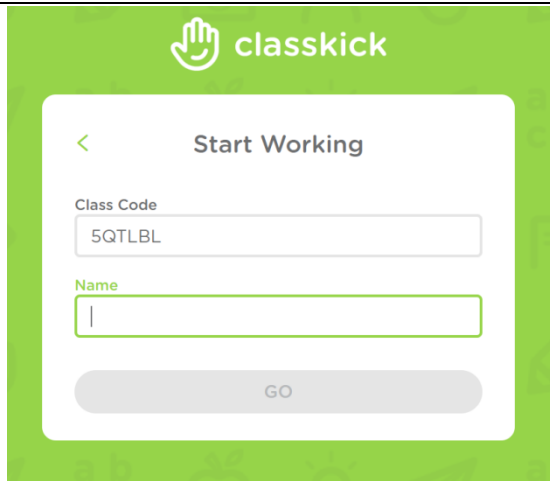 classkick
Start Working
Class Code
5QTLBL
Name
GO